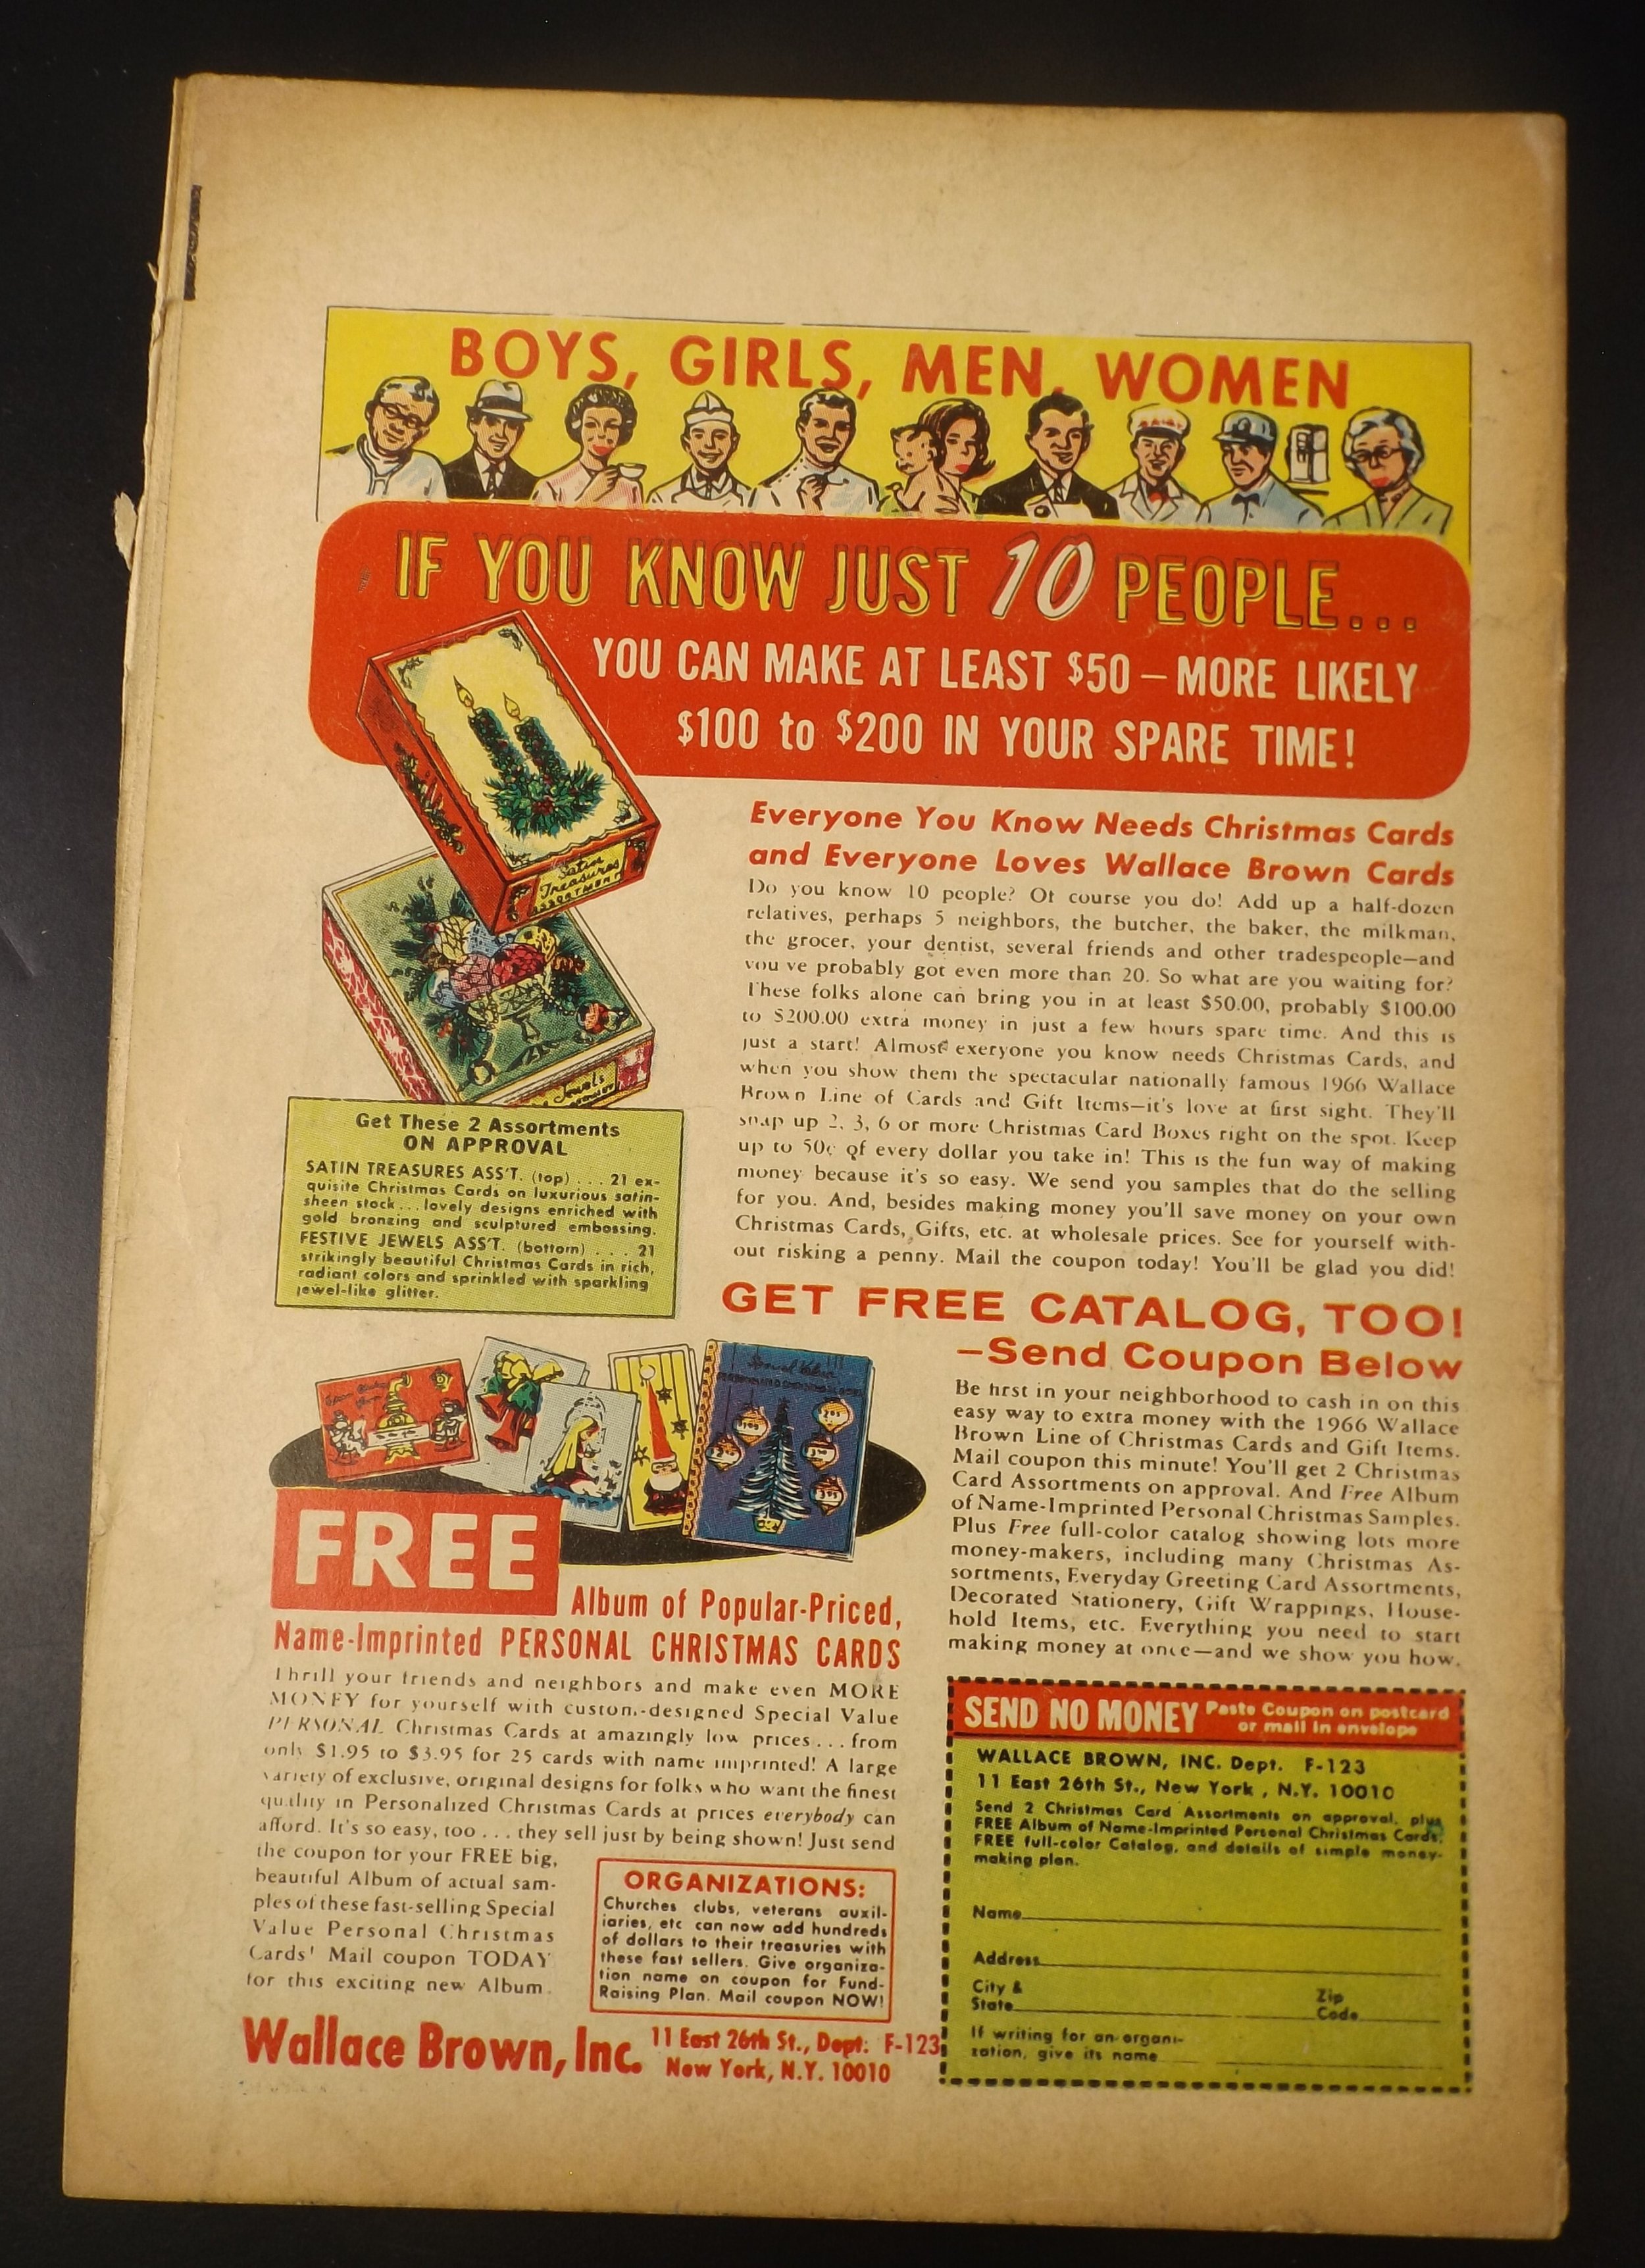 BOYS, GIRLS, MEN, WOMEN
IF YOU KNOW JUST 10 PEOPLE...
YOU CAN MAKE AT LEAST $50 – MORE LIKELY
$100 to $200 IN YOUR SPARE TIME!
Satin
Treasures
ASSORTMENT
Jewels
Everyone You Know Needs Christmas Cards
and Everyone Loves Wallace Brown Cards
Do you know 10 people? Of course you do! Add up a half-dozen
relatives, perhaps 5 neighbors, the butcher, the baker, the milkman,
the grocer, your dentist, several friends and other tradespeople—and
you've probably got even more than 20. So what are you waiting for?
These folks alone can bring you in at least $50.00, probably $100.00
to $200.00 extra money in just a few hours spare time. And this is
just a start! Almost exeryone you know needs Christmas Cards, and
when you show them the spectacular nationally famous 1966 Wallace
Brown Line of Cards and Gift Items—it's love at first sight. They'll
snap up 2, 3, 6 or more Christmas Card Boxes right on the spot. Keep
up to 50¢ of every dollar you take in! This is the fun way of making
money because it's so easy. We send you samples that do the selling
for you. And, besides making money you'll save money on your own
Christmas Cards, Gifts, etc. at wholesale prices. See for yourself with-
out risking a penny. Mail the coupon today! You'll be glad you did!
Get These 2 Assortments
ON APPROVAL
SATIN TREASURES ASS'T. (top) . . . 21 ex-
quisite Christmas Cards on luxurious satin-
sheen stock . . . lovely designs enriched with
gold bronzing and sculptured embossing.
FESTIVE JEWELS ASS'T. (bottom) . . . 21
strikingly beautiful Christmas Cards in rich,
radiant colors and sprinkled with sparkling
jewel-like glitter.
GET FREE CATALOG, TOO!
—Send Coupon Below
Be first in your neighborhood to cash in on this
easy way to extra money with the 1966 Wallace
Brown Line of Christmas Cards and Gift Items.
Mail coupon this minute! You'll get 2 Christmas
Card Assortments on approval. And Free Album
of Name-Imprinted Personal Christmas Samples.
Plus Free full-color catalog showing lots more
money-makers, including many Christmas As-
sortments, Everyday Greeting Card Assortments,
Decorated Stationery, Gift Wrappings, House-
hold Items, etc. Everything you need to start
making money at once—and we show you how.
Special Value
FREE
Album of Popular-Priced,
Name-Imprinted PERSONAL CHRISTMAS CARDS
Thrill your friends and neighbors and make even MORE
MONEY for yourself with custom-designed Special Value
PERSONAL Christmas Cards at amazingly low prices . . . from
only $1.95 to $3.95 for 25 cards with name imprinted! A large
variety of exclusive, original designs for folks who want the finest
quality in Personalized Christmas Cards at prices everybody can
afford. It's so easy, too . . . they sell just by being shown! Just send
the coupon for your FREE big,
beautiful Album of actual sam-
ples of these fast-selling Special
Value Personal Christmas
Cards! Mail coupon TODAY
for this exciting new Album.
ORGANIZATIONS:
Churches clubs, veterans auxil-
iaries, etc can now add hundreds
of dollars to their treasuries with
these fast sellers. Give organiza-
tion name on coupon for Fund-
Raising Plan. Mail coupon NOW!
Wallace Brown, Inc. 11 East 26th St., Dept: F-123
New York, N.Y. 10010
SEND NO MONEY Paste Coupon on postcard
or mail in envelope
WALLACE BROWN, INC. Dept. F-123
11 East 26th St., New York , N.Y. 10010
Send 2 Christmas Card Assortments on approval, plus
FREE Album of Name-Imprinted Personal Christmas Cards,
FREE full-color Catalog, and details of simple money-
making plan.
Name
Address
City &
State
Zip
Code
If writing for an organi-
zation, give its name